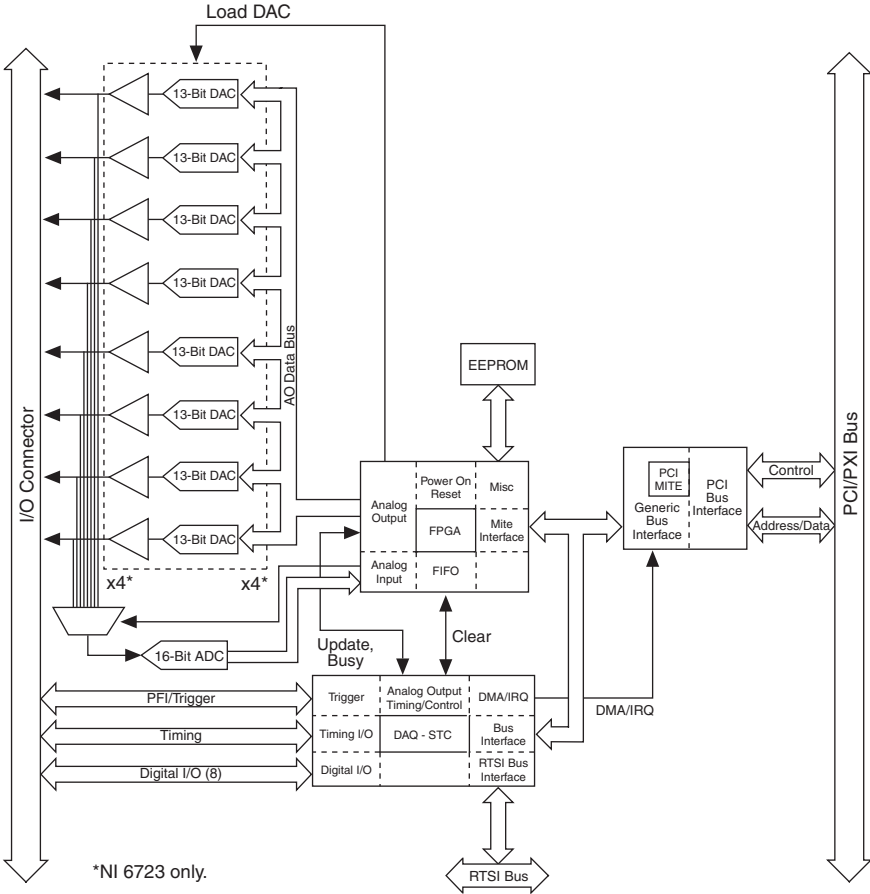 Load DAC
13-Bit DAC
13-Bit DAC
13-Bit DAC
13-Bit DAC
13-Bit DAC
13-Bit DAC
13-Bit DAC
13-Bit DAC
AO Data Bus
I/O Connector
PCI/PXI Bus
x4*
x4*
16-Bit ADC
EEPROM
Analog
Output
Power On
Reset
Misc
FPGA
Mite
Interface
Analog
Input
FIFO
PCI
MITE
Generic
Bus
Interface
PCI
Bus
Interface
Control
Address/Data
Update,
Busy
Clear
PFI/Trigger
Timing
Digital I/O (8)
Trigger
Analog Output
Timing/Control
DMA/IRQ
Timing I/O
DAQ - STC
Bus
Interface
Digital I/O
RTSI Bus
Interface
DMA/IRQ
RTSI Bus
*NI 6723 only.